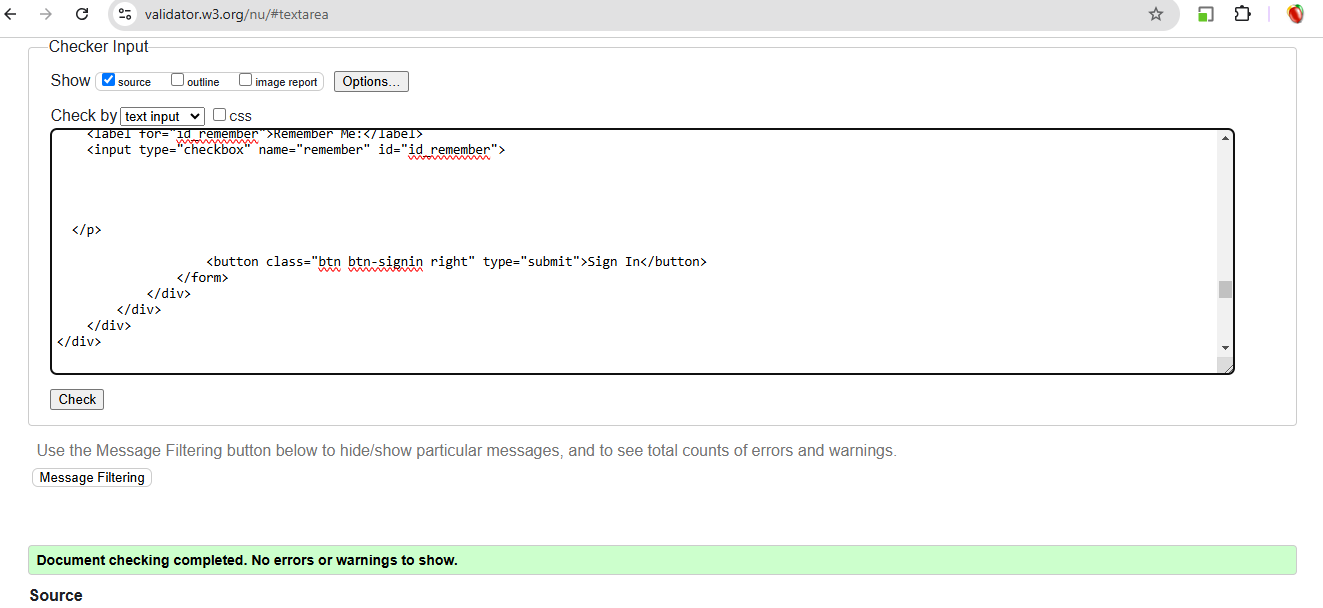 validator.w3.org/nu/#textarea
Checker Input
Show source outline image report Options...
Check by text input css
<label for="id_remember">Remember Me:</label>
<input type="checkbox" name="remember" id="id_remember">
</p>
<button class="btn btn-signin right" type="submit">Sign In</button>
</form>
</div>
</div>
</div>
</div>
Check
Use the Message Filtering button below to hide/show particular messages, and to see total counts of errors and warnings.
Message Filtering
Document checking completed. No errors or warnings to show.
Source